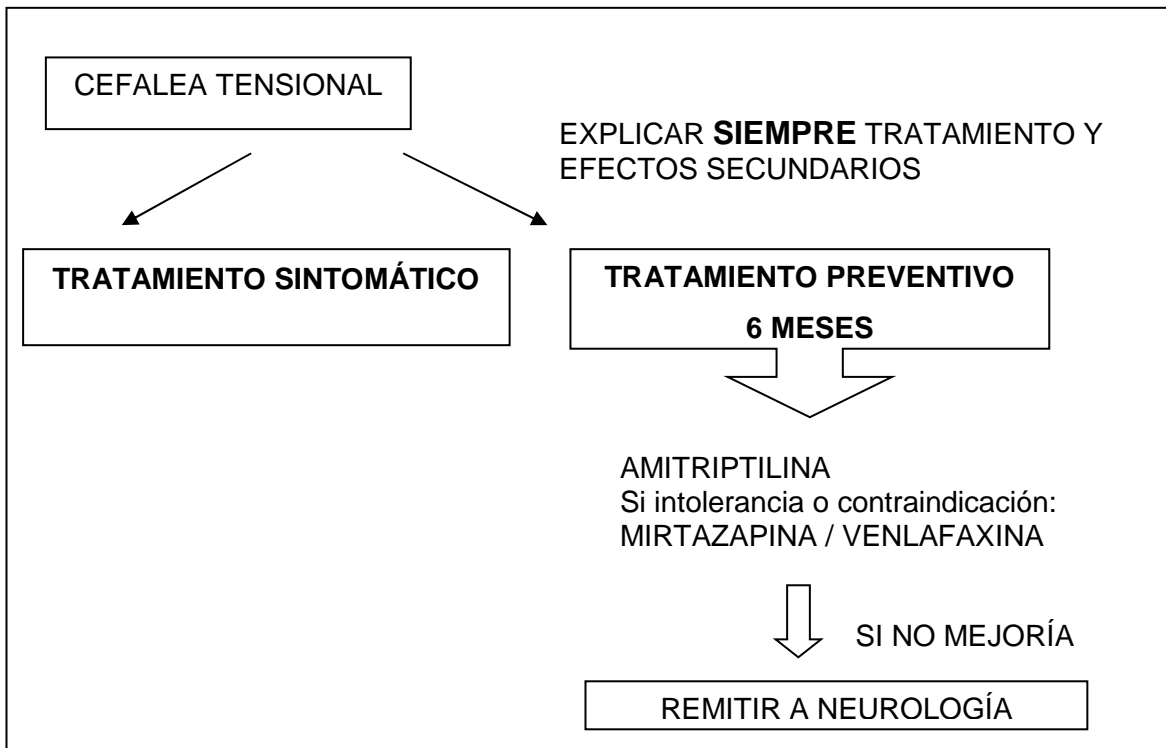 CEFALEA TENSIONAL
EXPLICAR SIEMPRE TRATAMIENTO Y
EFECTOS SECUNDARIOS
TRATAMIENTO SINTOMÁTICO
TRATAMIENTO PREVENTIVO
6 MESES
AMITRIPTILINA
Si intolerancia o contraindicación:
MIRTAZAPINA / VENLAFAXINA
SI NO MEJORÍA
REMITIR A NEUROLOGÍA